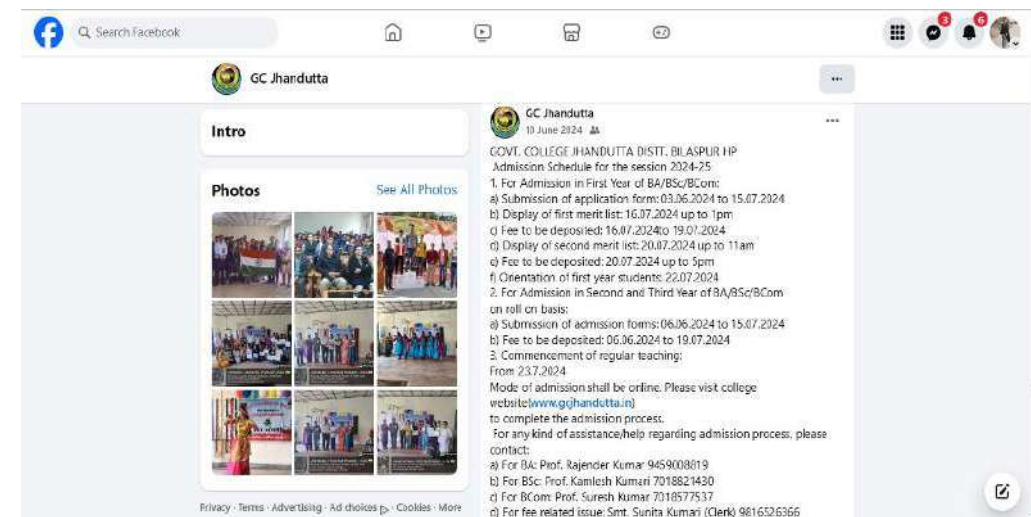 Search Facebook
3
6
GC Jhandutta
Intro
Photos
See All Photos
Privacy · Terms · Advertising · Ad choices · Cookies · More
GC Jhandutta
10 June 2024
GOVT. COLLEGE JHANDUTTA DISTT. BILASPUR HP
Admission Schedule for the session 2024-25
1. For Admission in First Year of BA/BSc/BCom:
a) Submission of application form: 03.06.2024 to 15.07.2024
b) Display of first merit list: 16.07.2024 up to 1pm
c) Fee to be deposited: 16.07.2024to 19.07.2024
d) Display of second merit list: 20.07.2024 up to 11am
e) Fee to be deposited: 20.07.2024 up to 5pm
f) Orientation of first year students: 22.07.2024
2. For Admission in Second and Third Year of BA/BSc/BCom
on roll on basis:
a) Submission of admission forms: 06.06.2024 to 15.07.2024
b) Fee to be deposited: 06.06.2024 to 19.07.2024
3. Commencement of regular teaching:
From 23.7.2024
Mode of admission shall be online. Please visit college
website(www.gcjhandutta.in)
to complete the admission process.
For any kind of assistance/help regarding admission process, please
contact:
a) For BA: Prof. Rajender Kumar 9459008819
b) For BSc: Prof. Kamlesh Kumari 7018821430
c) For BCom: Prof. Suresh Kumar 7018577537
d) For fee related issue: Smt. Sunita Kumari (Clerk) 9816526366